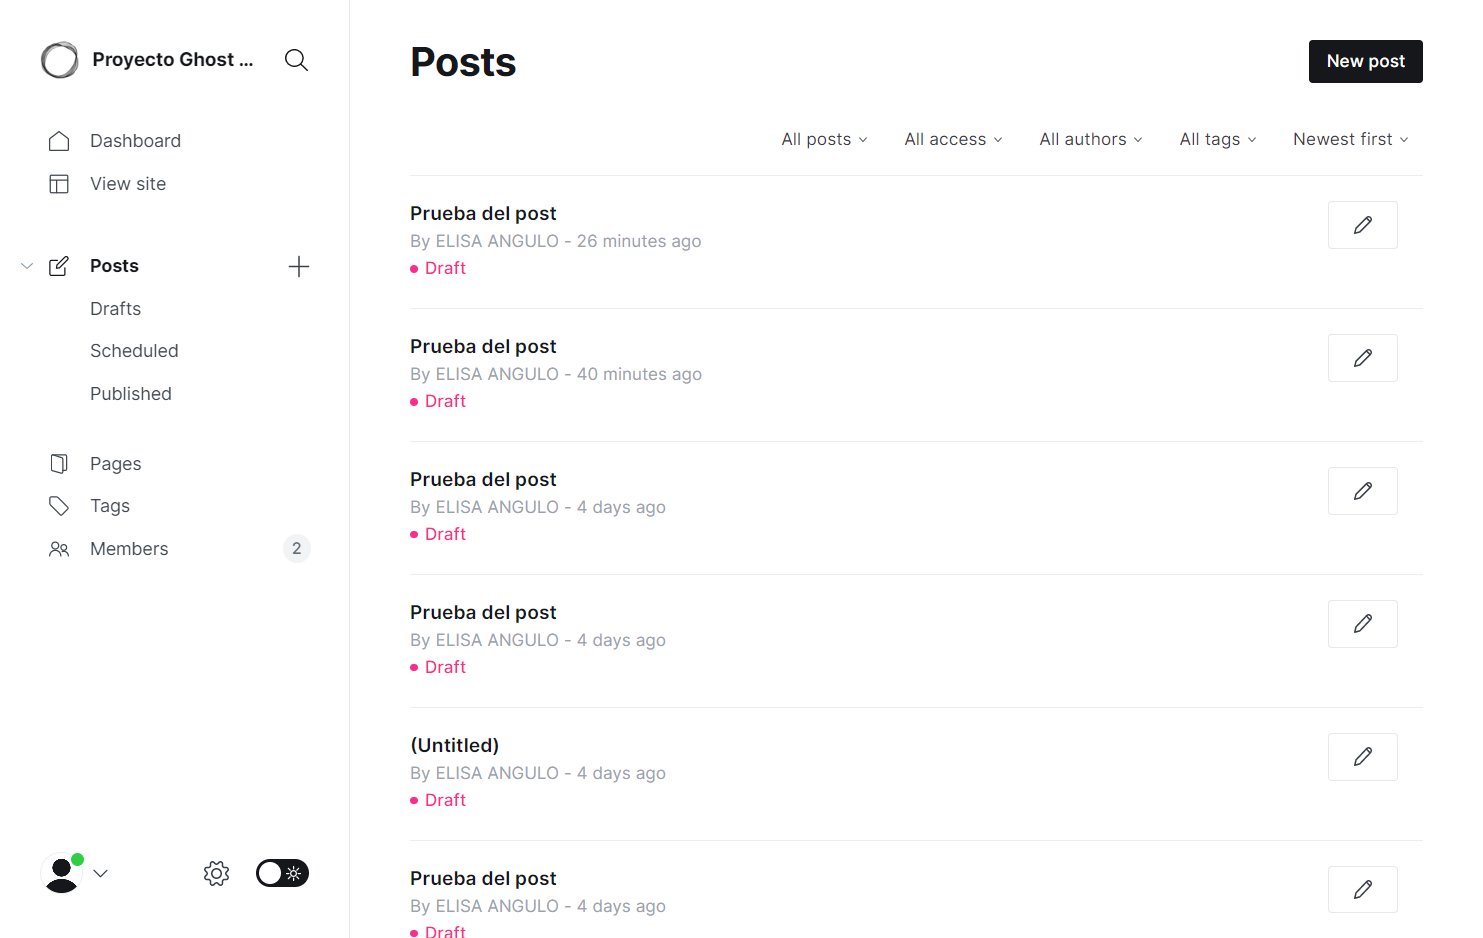 Proyecto Ghost ...
Dashboard
View site
Posts
Drafts
Scheduled
Published
Pages
Tags
Members 2
Posts
New post
All posts All access All authors All tags Newest first
Prueba del post
By ELISA ANGULO - 26 minutes ago
Draft
Prueba del post
By ELISA ANGULO - 40 minutes ago
Draft
Prueba del post
By ELISA ANGULO - 4 days ago
Draft
Prueba del post
By ELISA ANGULO - 4 days ago
Draft
(Untitled)
By ELISA ANGULO - 4 days ago
Draft
Prueba del post
By ELISA ANGULO - 4 days ago
Draft